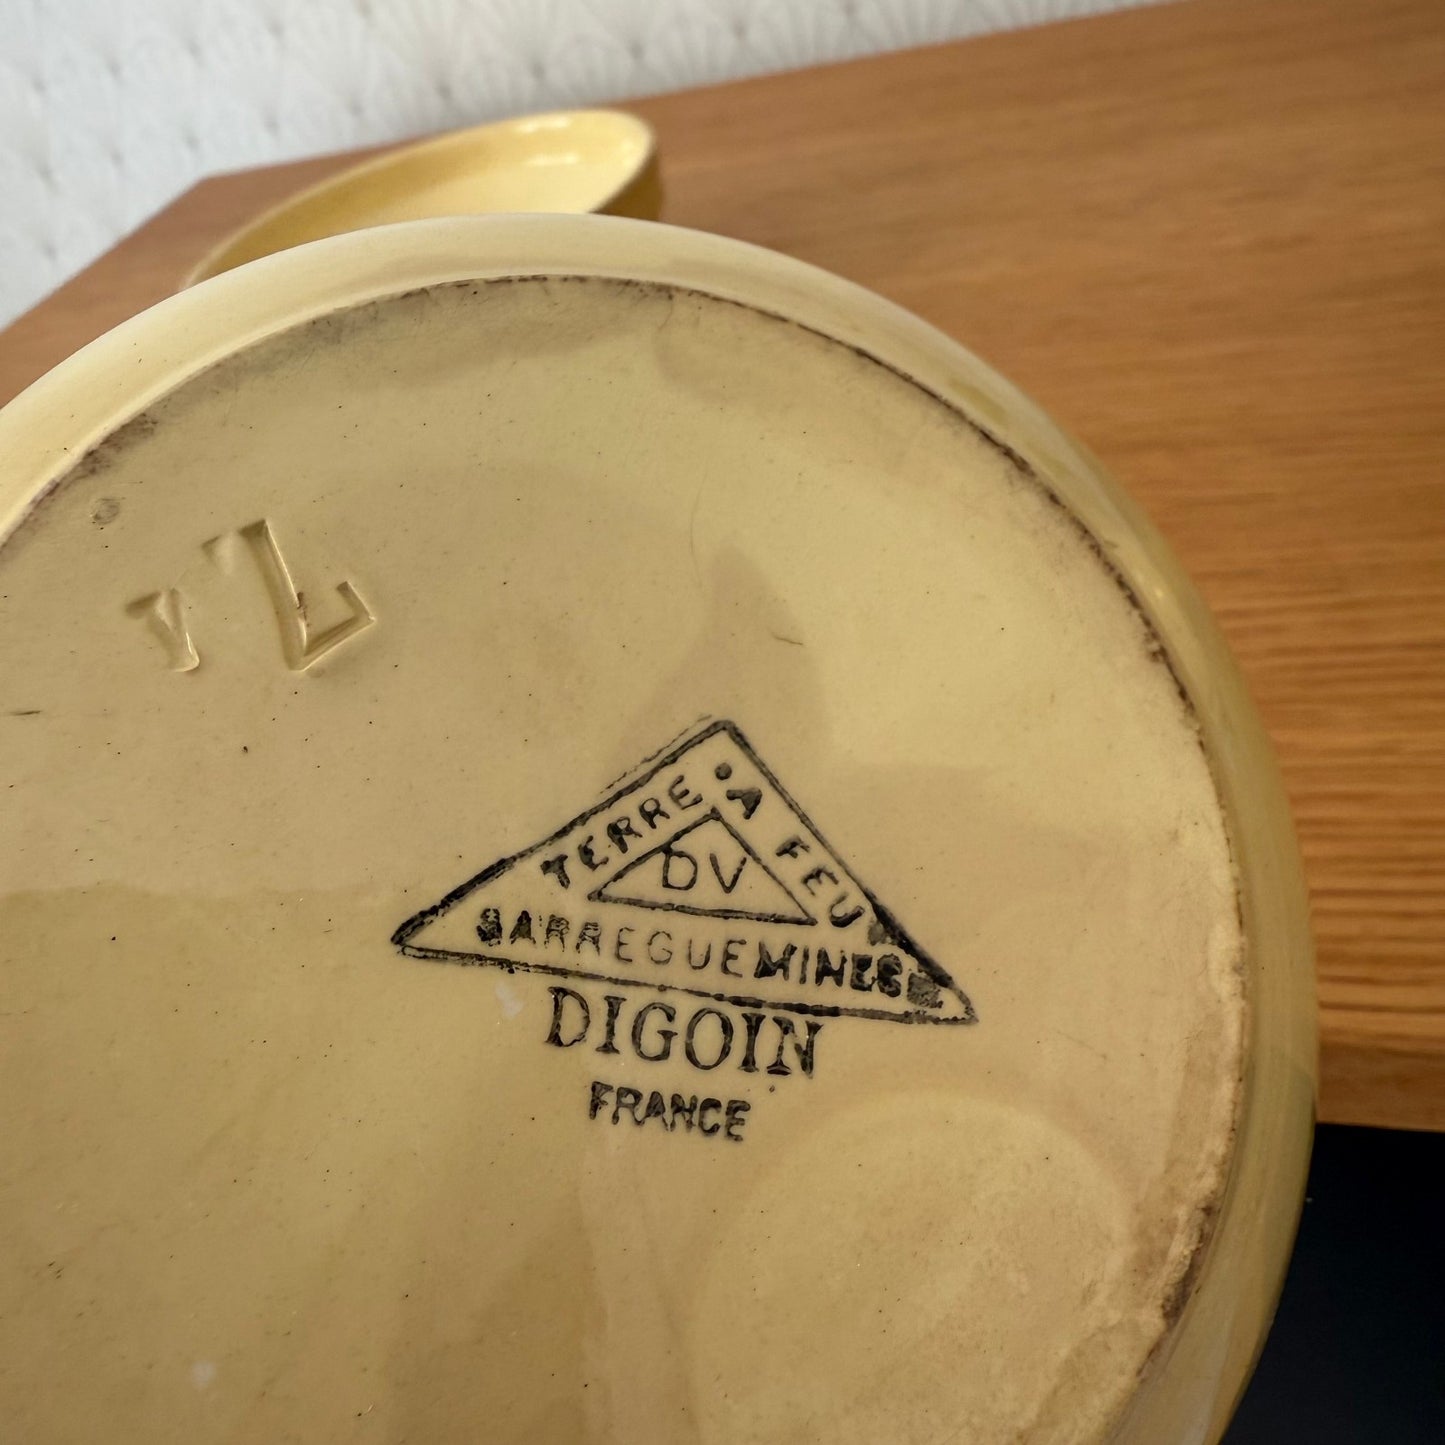 TERRE • A FEU
DV
SARREGUEMINES
DIGOIN
FRANCE